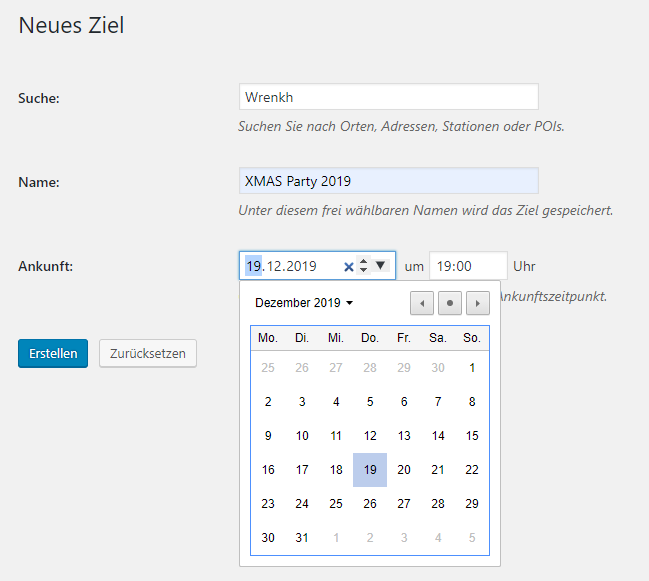 Neues Ziel
Suche: Wrenkh
Suchen Sie nach Orten, Adressen, Stationen oder POIs.
Name: XMAS Party 2019
Unter diesem frei wählbaren Namen wird das Ziel gespeichert.
Ankunft: 19.12.2019 um 19:00 Uhr
Ankunftszeitpunkt.
Dezember 2019
Mo. Di. Mi. Do. Fr. Sa. So.
25 26 27 28 29 30 1
2 3 4 5 6 7 8
9 10 11 12 13 14 15
16 17 18 19 20 21 22
23 24 25 26 27 28 29
30 31 1 2 3 4 5
Erstellen Zurücksetzen